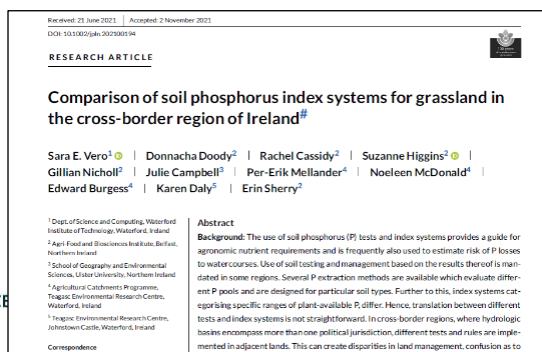 Received: 21 June 2021 | Accepted: 2 November 2021
DOI: 10.1002/jpln.202100194
RESEARCH ARTICLE
Comparison of soil phosphorus index systems for grassland in
the cross-border region of Ireland#
Sara E. Vero1 | Donnacha Doody2 | Rachel Cassidy2 | Suzanne Higgins2 |
Gillian Nicholl2 | Julie Campbell3 | Per-Erik Mellander4 | Noeleen McDonald4 |
Edward Burgess4 | Karen Daly5 | Erin Sherry2
1 Dept. of Science and Computing, Waterford
Institute of Technology, Waterford, Ireland
2 Agri-Food and Biosciences Institute, Belfast,
Northern Ireland
3 School of Geography and Environmental
Sciences, Ulster University, Northern Ireland
4 Agricultural Catchments Programme,
Teagasc Environmental Research Centre,
Waterford, Ireland
5 Teagasc Environmental Research Centre,
Johnstown Castle, Waterford, Ireland
Correspondence
Abstract
Background: The use of soil phosphorus (P) tests and index systems provides a guide for
agronomic nutrient requirements and is frequently also used to estimate risk of P losses
to watercourses. Use of soil testing and management based on the results thereof is man-
dated in some regions. Several P extraction methods are available which evaluate differ-
ent P pools and are designed for particular soil types. Further to this, index systems cat-
egorising specific ranges of plant-available P, differ. Hence, translation between different
tests and index systems is not straightforward. In cross-border regions, where hydrologic
basins encompass more than one political jurisdiction, different tests and rules are imple-
mented in adjacent lands. This can create disparities in land management, confusion as to